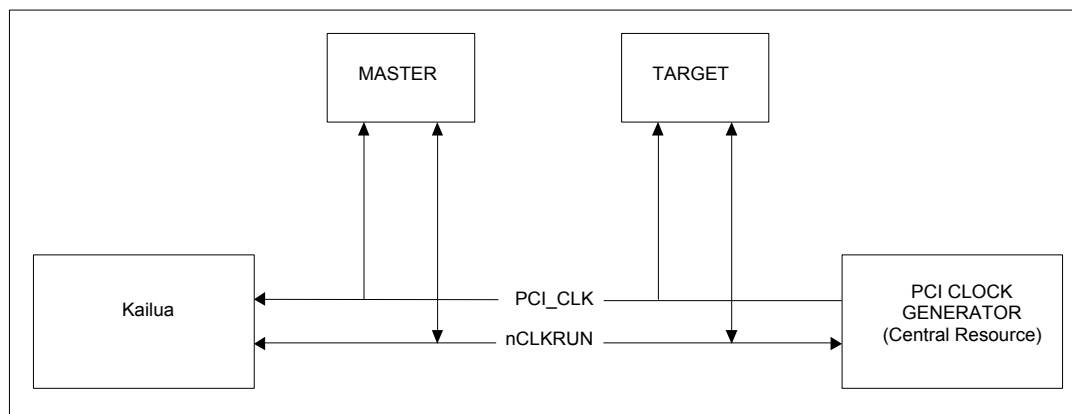 MASTER
TARGET
Kailua
PCI_CLK
nCLKRUN
PCI CLOCK
GENERATOR
(Central Resource)